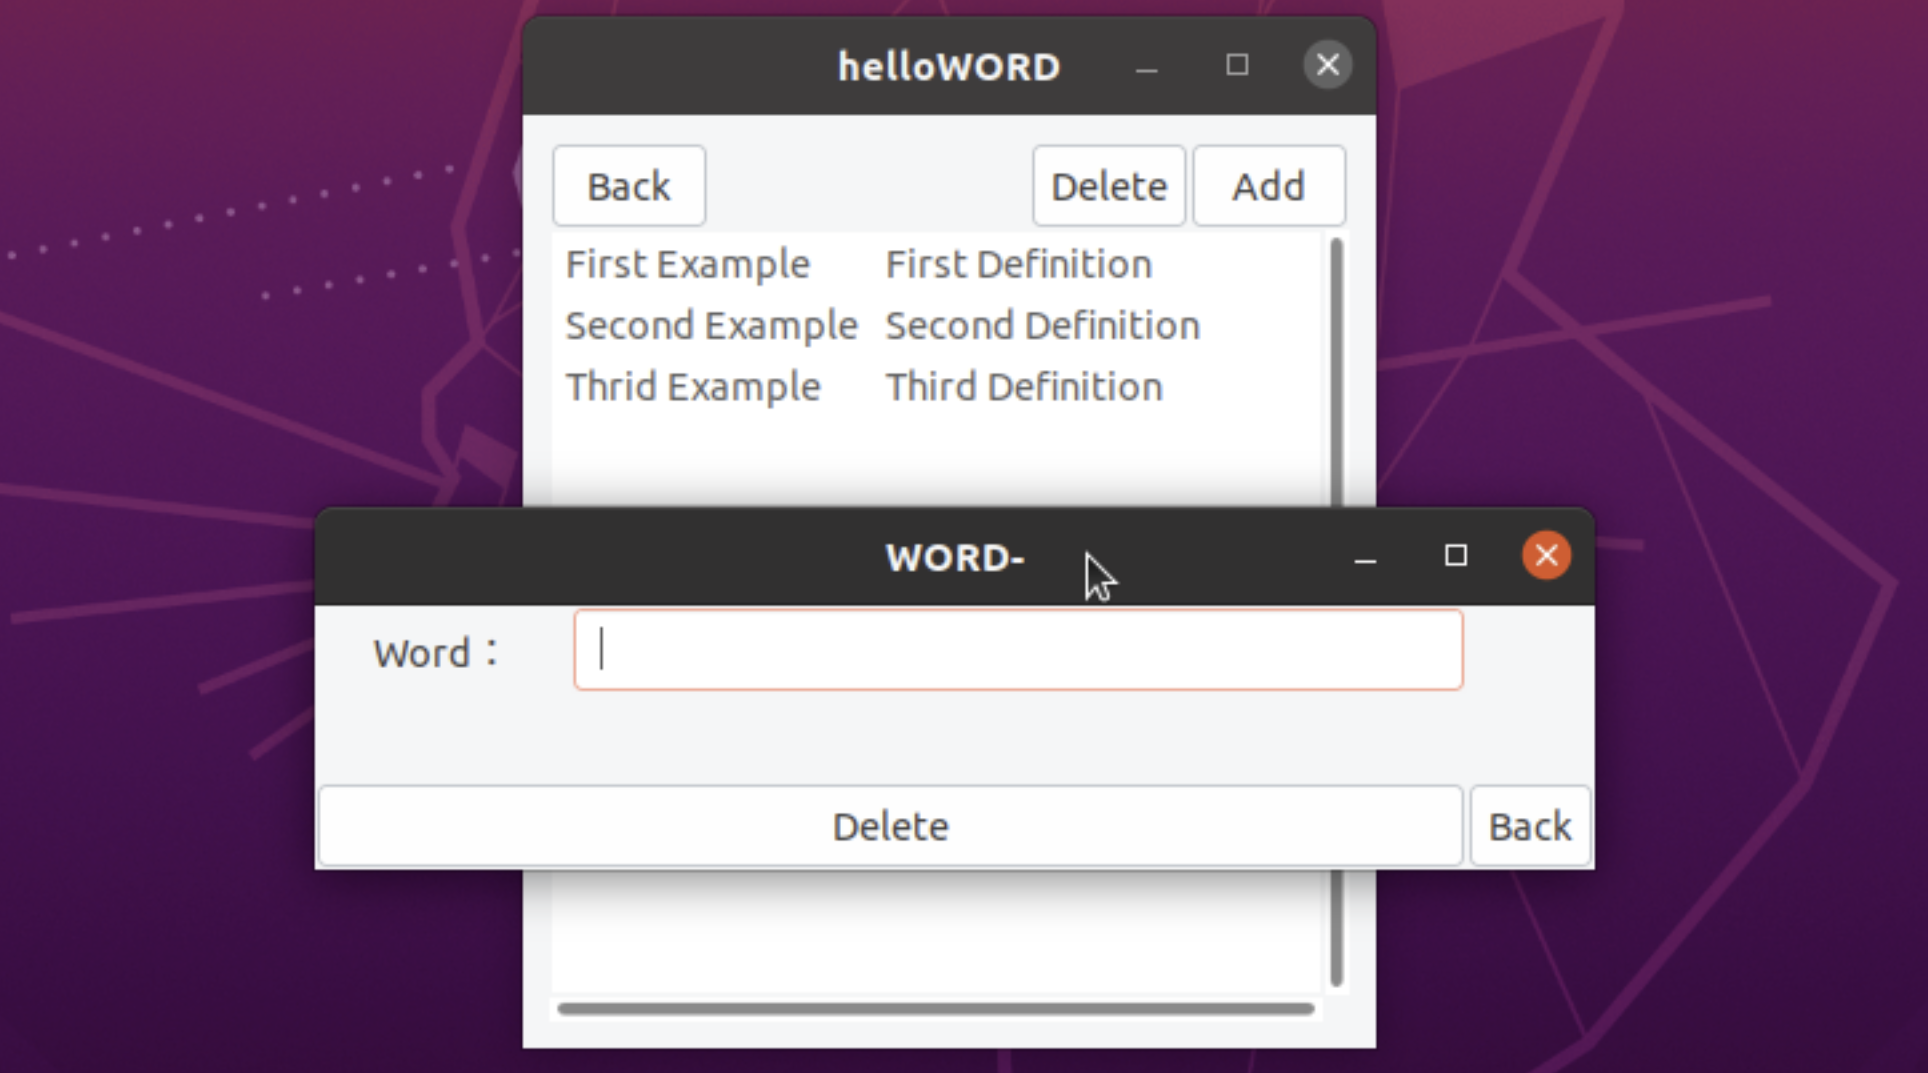 helloWORD
Back Delete Add
First Example First Definition
Second Example Second Definition
Thrid Example Third Definition
WORD-
Word：
Delete Back